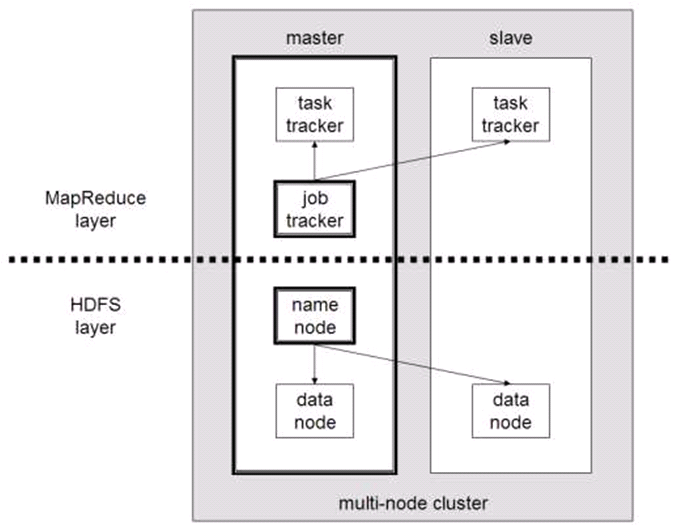 master
slave
task
tracker
task
tracker
MapReduce
layer
job
tracker
HDFS
layer
name
node
data
node
data
node
multi-node cluster